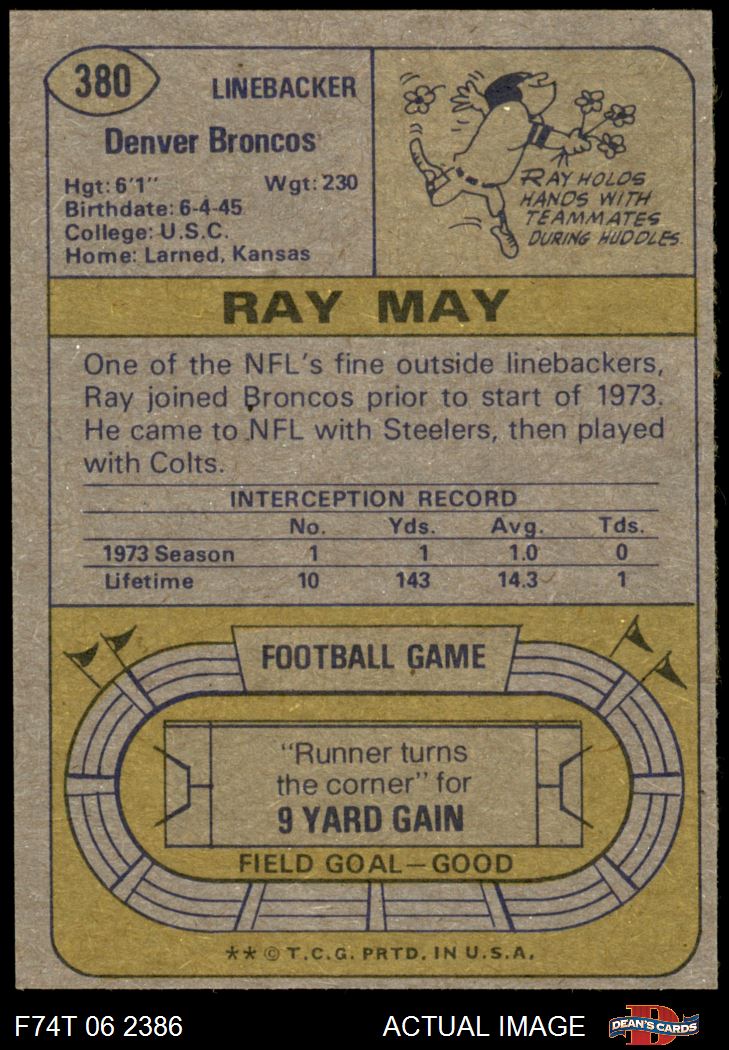 380
LINEBACKER
Denver Broncos
Hgt: 6'1" Wgt: 230
Birthdate: 6-4-45
College: U.S.C.
Home: Larned, Kansas
RAY HOLDS
HANDS WITH
TEAMMATES
DURING HUDDLES.
RAY MAY
One of the NFL's fine outside linebackers,
Ray joined Broncos prior to start of 1973.
He came to NFL with Steelers, then played
with Colts.
INTERCEPTION RECORD
No. Yds. Avg. Tds.
1973 Season 1 1 1.0 0
Lifetime 10 143 14.3 1
FOOTBALL GAME
"Runner turns
the corner" for
9 YARD GAIN
FIELD GOAL—GOOD
** © T.C.G. PRTD. IN U.S.A.
F74T 06 2386 ACTUAL IMAGE
D
DEAN'S CARDS